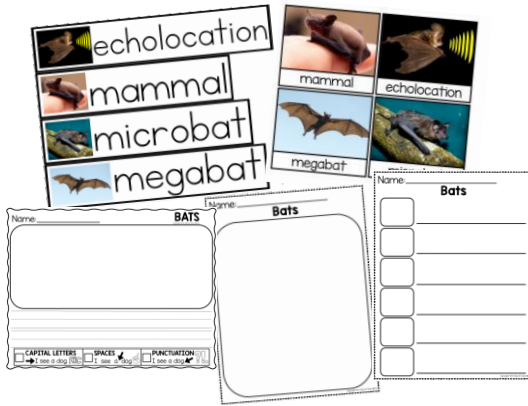 echolocation
mammal
microbat
megabat
mammal
echolocation
megabat
Name:
BATS
CAPITAL LETTERS
I see a dog
SPACES
I see a dog
PUNCTUATION
I see a dog
Name:
Bats
Name:
Bats